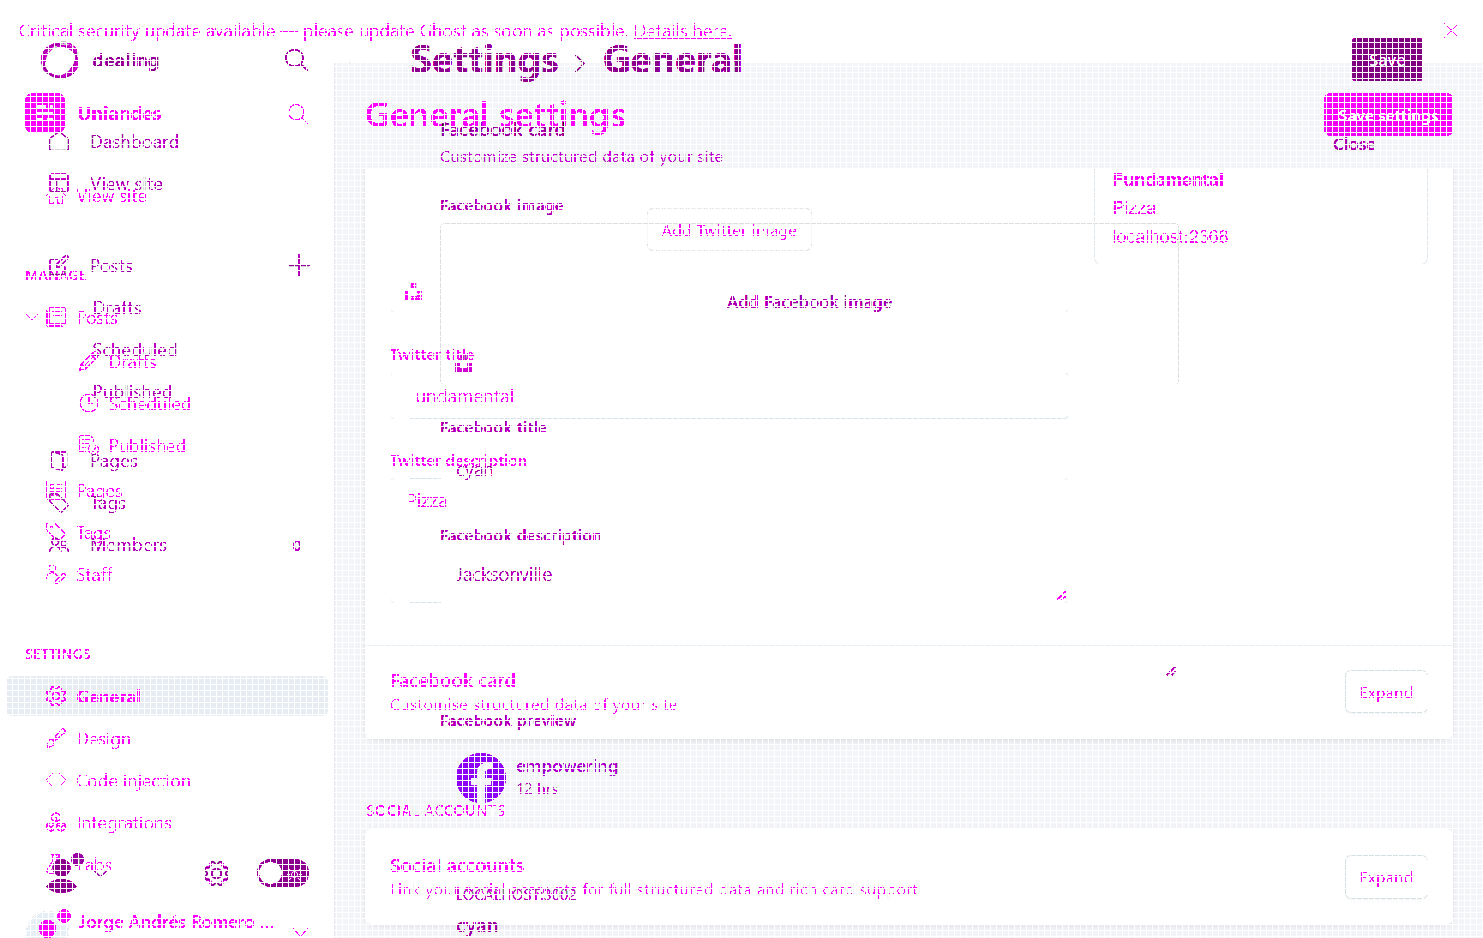 Critical security update available — please update Ghost as soon as possible. Details here.
dealing
Settings › General
Save
Uniandes
General settings
Save settings
Facebook card
Close
Dashboard
Customize structured data of your site
View site
View site
Fundamental
Facebook image
Pizza
Add Twitter image
localhost:2368
Posts
MANAGE
Add Facebook image
Drafts
Posts
Scheduled
Drafts
Twitter title
Published
Scheduled
undamental
Facebook title
Published
Pages
Twitter description
cyan
Pages
Tags
Pizza
Tags
Members
0
Facebook description
Staff
Jacksonville
SETTINGS
General
Facebook card
Expand
Customise structured data of your site
Facebook preview
Design
empowering
Code injection
12 hrs
SOCIAL ACCOUNTS
Integrations
Labs
Social accounts
Expand
Link your social accounts for full structured data and rich card support
LOCALHOST:3002
Jorge Andrés Romero ...
cyan